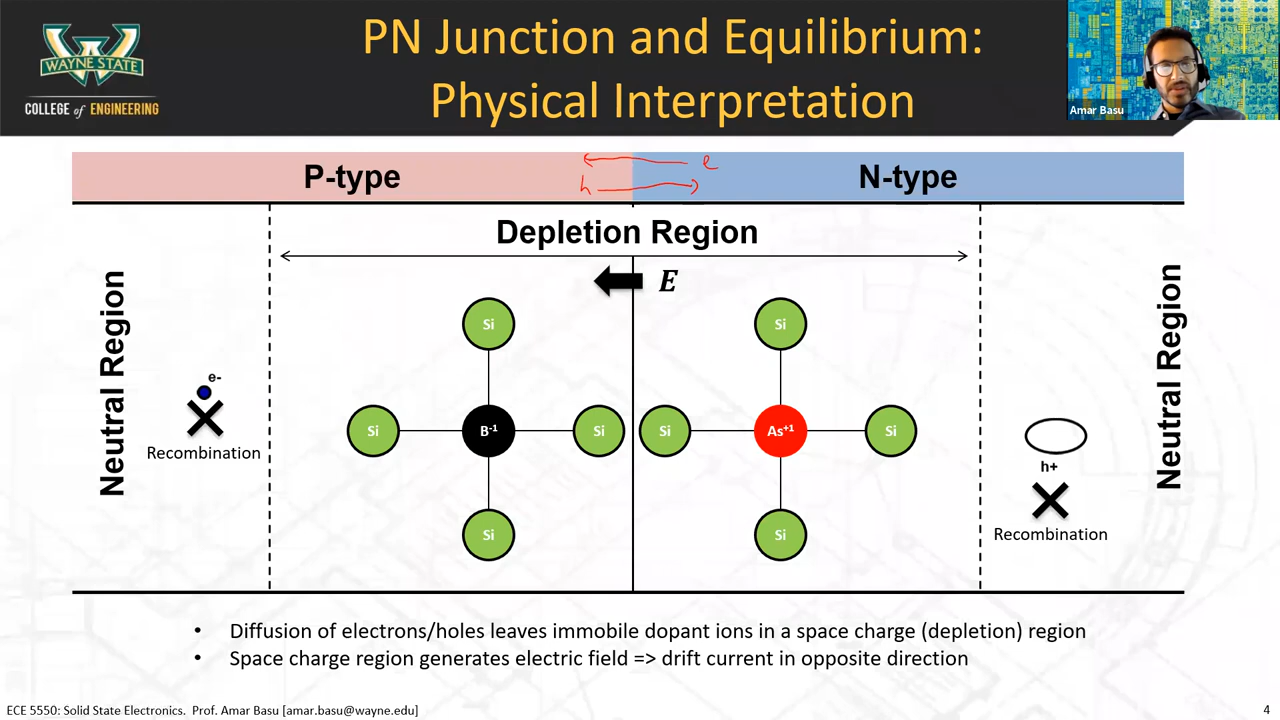 WAYNE STATE
COLLEGE of ENGINEERING
PN Junction and Equilibrium:
Physical Interpretation
Amar Basu
P-type
e
h
N-type
Depletion Region
E
Neutral Region
Neutral Region
Si
Si
e-
Recombination
Si
B-1
Si
Si
As+1
Si
h+
Recombination
Si
Si
• Diffusion of electrons/holes leaves immobile dopant ions in a space charge (depletion) region
• Space charge region generates electric field => drift current in opposite direction
ECE 5550: Solid State Electronics. Prof. Amar Basu [amar.basu@wayne.edu]
4